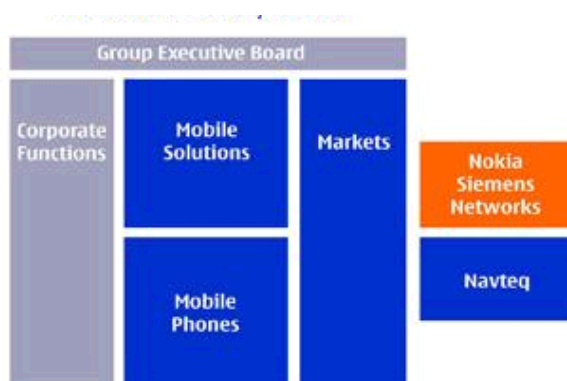 Group Executive Board
Corporate
Functions
Mobile
Solutions
Markets
Nokia
Siemens
Networks
Mobile
Phones
Navteq